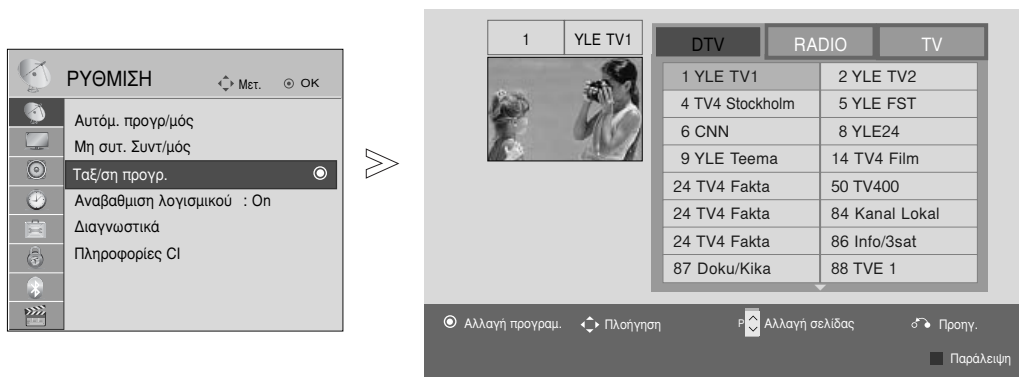 ΡΥΘΜΙΣΗ Μετ. OK
Αυτόμ. προγρ/μός
Μη συτ. Συντ/μός
Ταξ/ση προγρ.
Αναβαθμιση λογισμικού : On
Διαγνωστικά
Πληροφορίες CI
1 YLE TV1
DTV RADIO TV
1 YLE TV1 2 YLE TV2
4 TV4 Stockholm 5 YLE FST
6 CNN 8 YLE24
9 YLE Teema 14 TV4 Film
24 TV4 Fakta 50 TV400
24 TV4 Fakta 84 Kanal Lokal
24 TV4 Fakta 86 Info/3sat
87 Doku/Kika 88 TVE 1
Αλλαγή προγραμ. Πλοήγηση P Αλλαγή σελίδας Προηγ.
Παράλειψη